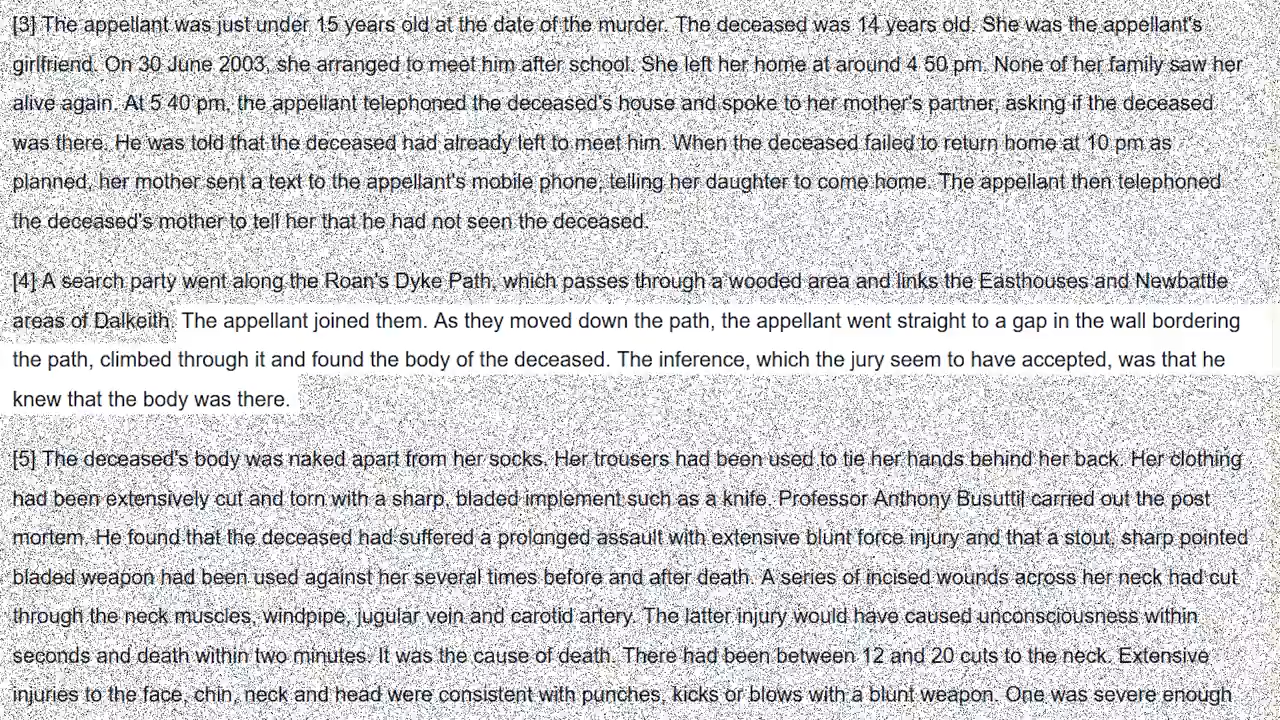 [3] The appellant was just under 15 years old at the date of the murder. The deceased was 14 years old. She was the appellant's
girlfriend. On 30 June 2003, she arranged to meet him after school. She left her home at around 4 50 pm. None of her family saw her
alive again. At 5 40 pm, the appellant telephoned the deceased's house and spoke to her mother's partner, asking if the deceased
was there. He was told that the deceased had already left to meet him. When the deceased failed to return home at 10 pm as
planned, her mother sent a text to the appellant's mobile phone, telling her daughter to come home. The appellant then telephoned
the deceased's mother to tell her that he had not seen the deceased.
[4] A search party went along the Roan's Dyke Path, which passes through a wooded area and links the Easthouses and Newbattle
areas of Dalkeith. The appellant joined them. As they moved down the path, the appellant went straight to a gap in the wall bordering
the path, climbed through it and found the body of the deceased. The inference, which the jury seem to have accepted, was that he
knew that the body was there.
[5] The deceased's body was naked apart from her socks. Her trousers had been used to tie her hands behind her back. Her clothing
had been extensively cut and torn with a sharp, bladed implement such as a knife. Professor Anthony Busuttil carried out the post
mortem. He found that the deceased had suffered a prolonged assault with extensive blunt force injury and that a stout, sharp pointed
bladed weapon had been used against her several times before and after death. A series of incised wounds across her neck had cut
through the neck muscles, windpipe, jugular vein and carotid artery. The latter injury would have caused unconsciousness within
seconds and death within two minutes. It was the cause of death. There had been between 12 and 20 cuts to the neck. Extensive
injuries to the face, chin, neck and head were consistent with punches, kicks or blows with a blunt weapon. One was severe enough